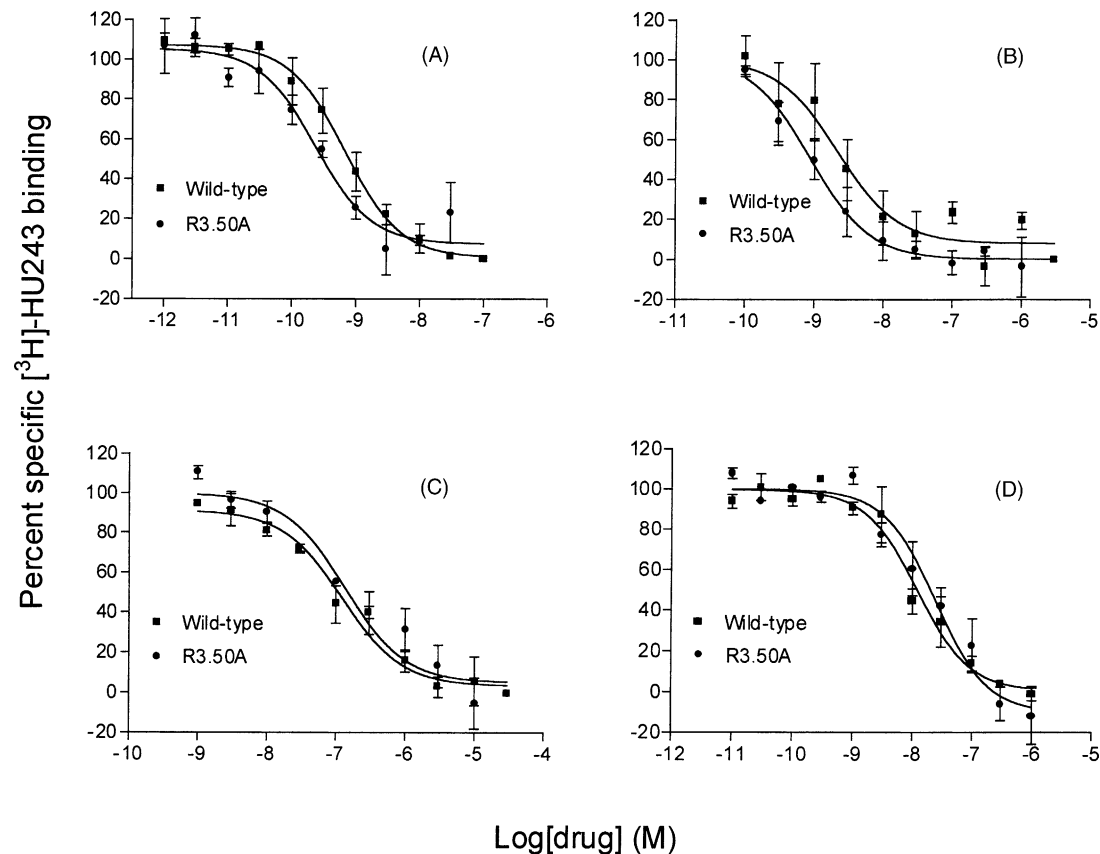 Percent specific [³H]-HU243 binding
120
100
80
60
40
20
0
-20
(A)
Wild-type
R3.50A
-12 -11 -10 -9 -8 -7 -6
120
100
80
60
40
20
0
-20
(B)
Wild-type
R3.50A
-11 -10 -9 -8 -7 -6 -5
120
100
80
60
40
20
0
-20
(C)
Wild-type
R3.50A
-10 -9 -8 -7 -6 -5 -4
120
100
80
60
40
20
0
-20
(D)
Wild-type
R3.50A
-12 -11 -10 -9 -8 -7 -6 -5
Log[drug] (M)